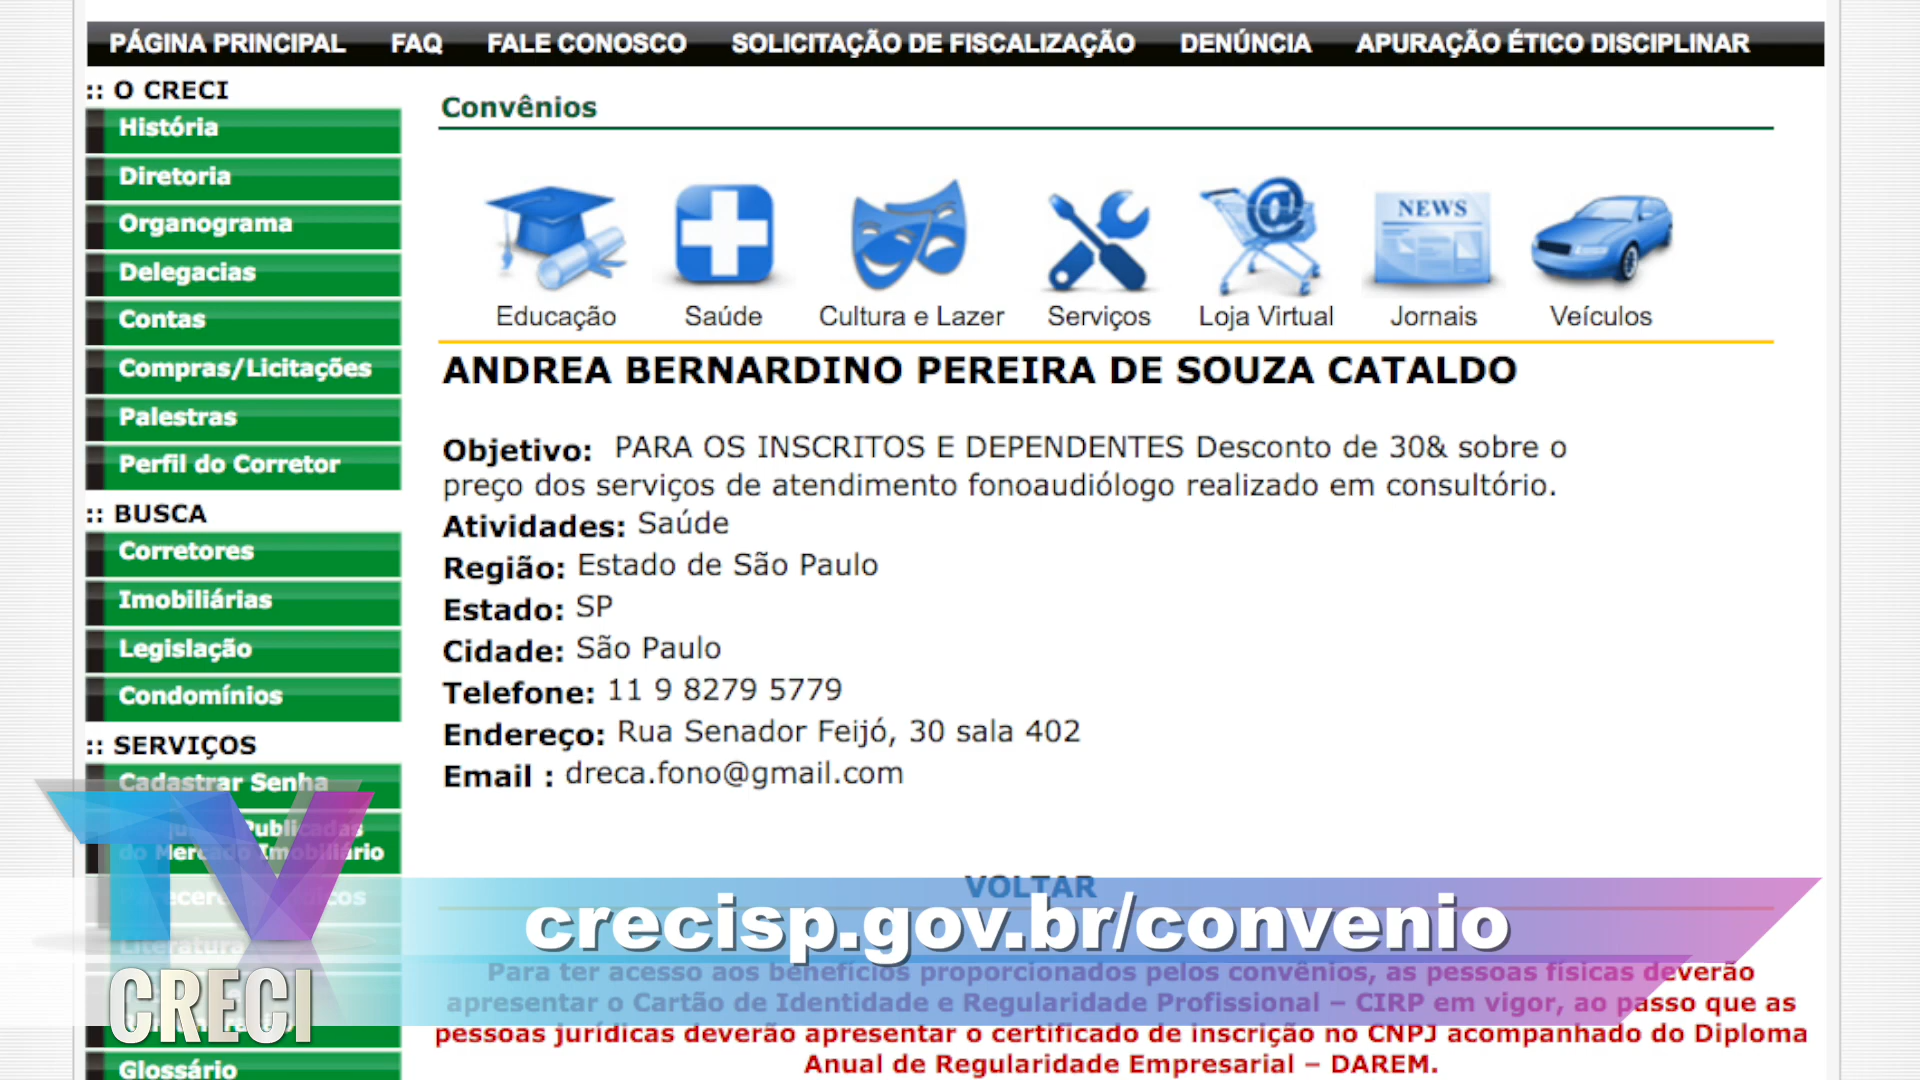 PÁGINA PRINCIPAL FAQ FALE CONOSCO SOLICITAÇÃO DE FISCALIZAÇÃO DENÚNCIA APURAÇÃO ÉTICO DISCIPLINAR
:: O CRECI
História
Diretoria
Organograma
Delegacias
Contas
Compras/Licitações
Palestras
Perfil do Corretor
:: BUSCA
Corretores
Imobiliárias
Legislação
Condomínios
:: SERVIÇOS
Cadastrar Senha
Publicadas
do Mercado Imobiliário
Literatura
Glossário
Convênios
NEWS
Educação Saúde Cultura e Lazer Serviços Loja Virtual Jornais Veículos
ANDREA BERNARDINO PEREIRA DE SOUZA CATALDO
Objetivo: PARA OS INSCRITOS E DEPENDENTES Desconto de 30& sobre o
preço dos serviços de atendimento fonoaudiólogo realizado em consultório.
Atividades: Saúde
Região: Estado de São Paulo
Estado: SP
Cidade: São Paulo
Telefone: 11 9 8279 5779
Endereço: Rua Senador Feijó, 30 sala 402
Email : dreca.fono@gmail.com
VOLTAR
crecisp.gov.br/convenio
Para ter acesso aos benefícios proporcionados pelos convênios, as pessoas físicas deverão
apresentar o Cartão de Identidade e Regularidade Profissional – CIRP em vigor, ao passo que as
pessoas jurídicas deverão apresentar o certificado de inscrição no CNPJ acompanhado do Diploma
Anual de Regularidade Empresarial – DAREM.
TV
CRECI